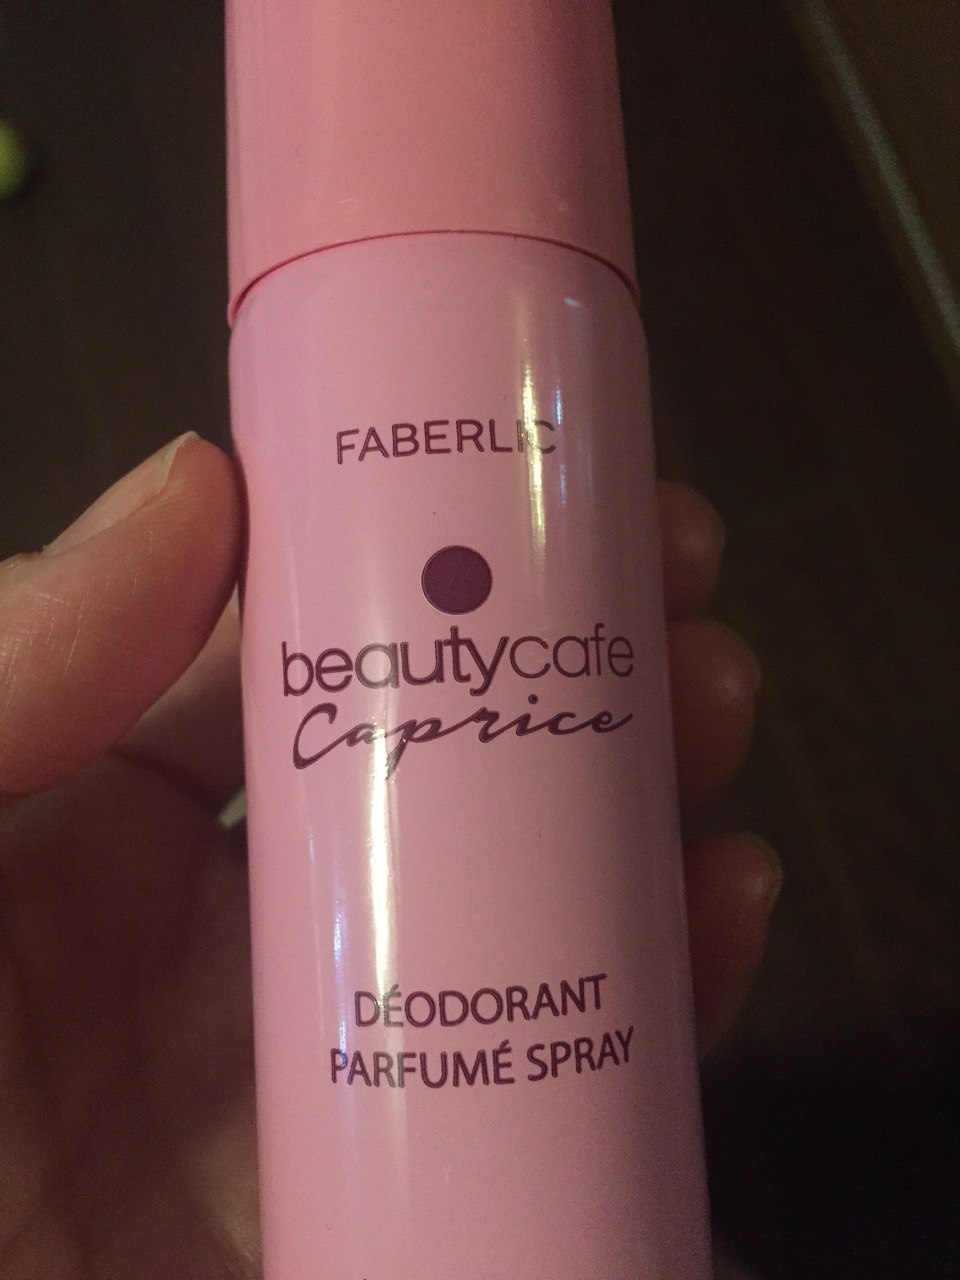 FABERLIC
beautycafe
Caprice
DÉODORANT
PARFUMÉ SPRAY